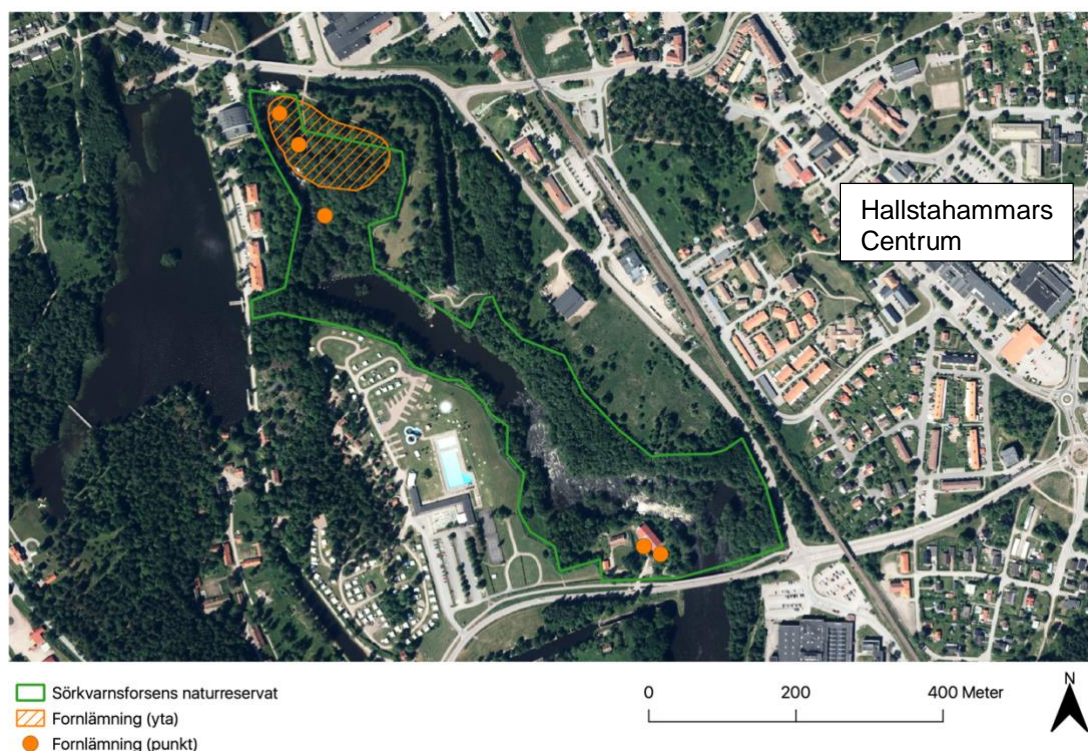 Hallstahammars
Centrum
Sörkvarnsforsens naturreservat
Fornlämning (yta)
Fornlämning (punkt)
0 200 400 Meter
N